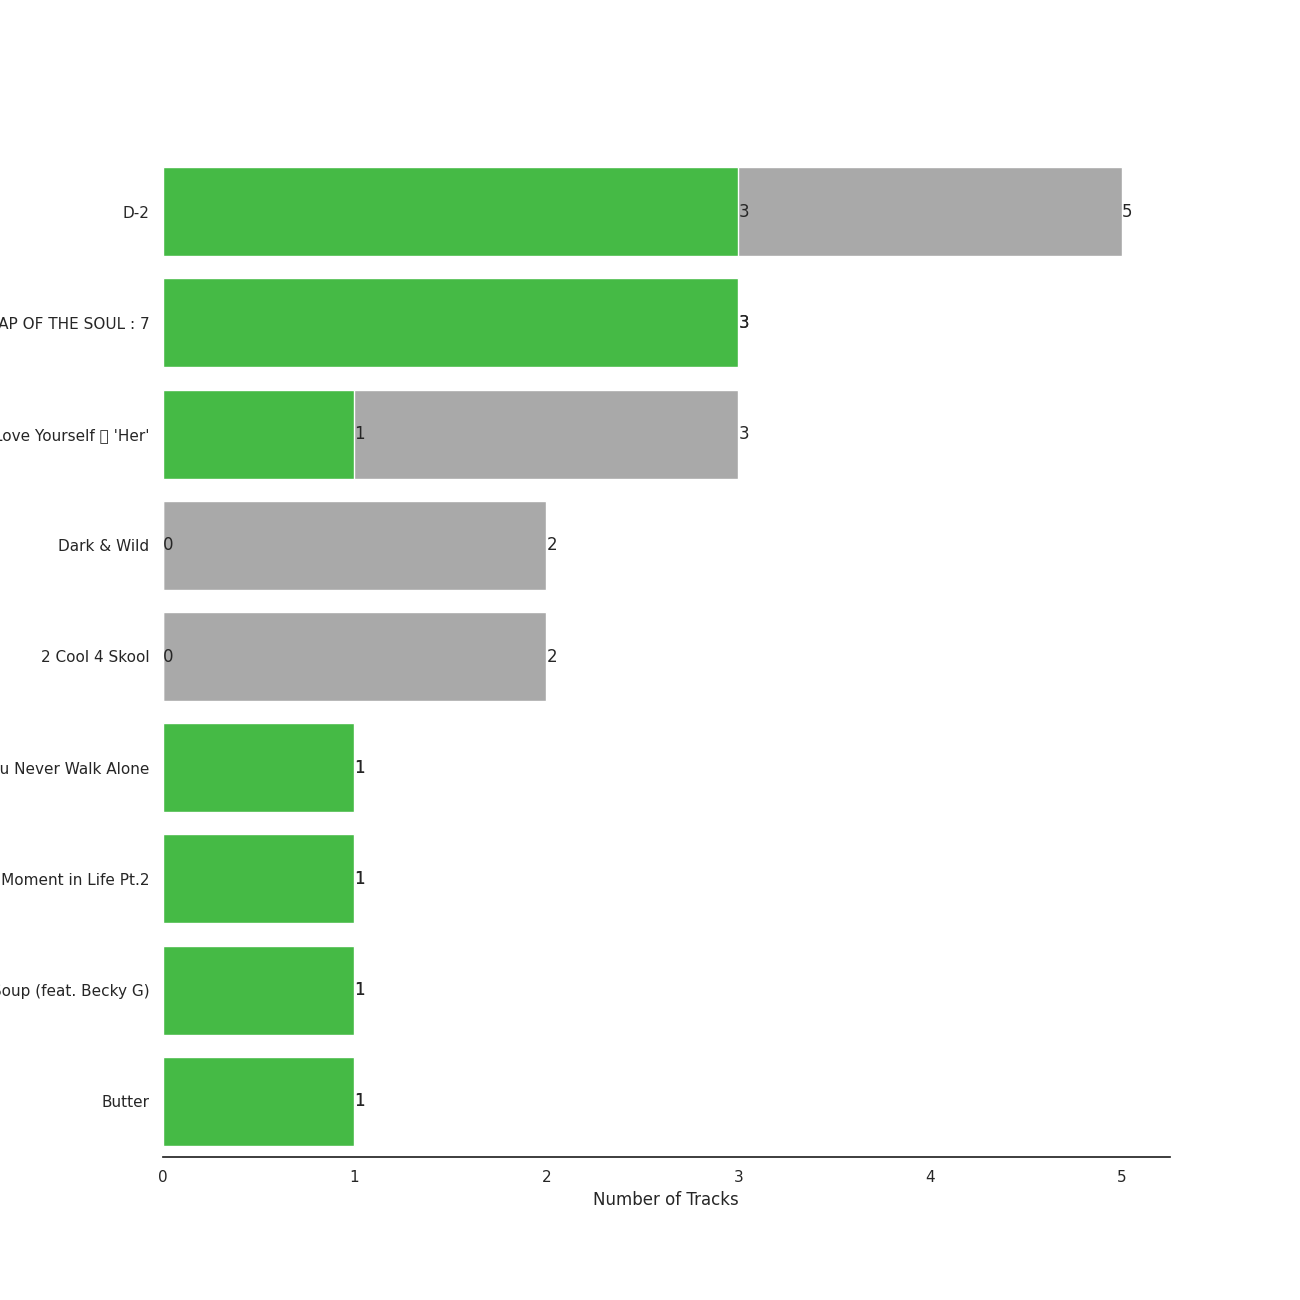 D-2
3
5
AP OF THE SOUL : 7
3
Love Yourself 'Her'
1
3
Dark & Wild
0
2
2 Cool 4 Skool
0
2
u Never Walk Alone
1
Moment in Life Pt.2
1
Soup (feat. Becky G)
1
Butter
1
0 1 2 3 4 5
Number of Tracks